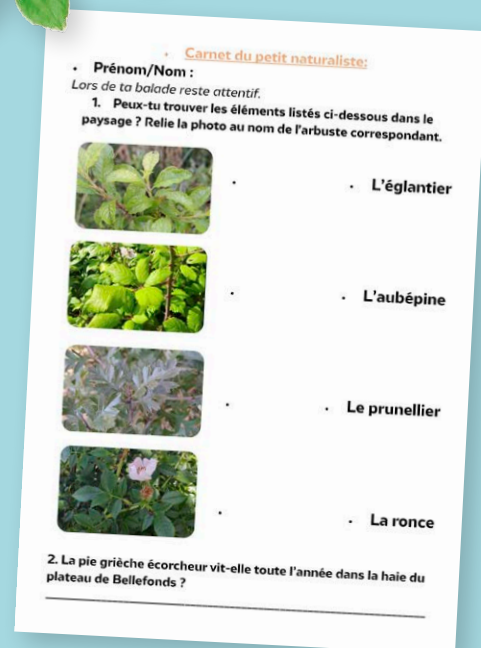 Carnet du petit naturaliste:
Prénom/Nom :
Lors de ta balade reste attentif.
1. Peux-tu trouver les éléments listés ci-dessous dans le
paysage ? Relie la photo au nom de l'arbuste correspondant.
L'églantier
L'aubépine
Le prunellier
La ronce
2. La pie grièche écorcheur vit-elle toute l'année dans la haie du
plateau de Bellefonds ?